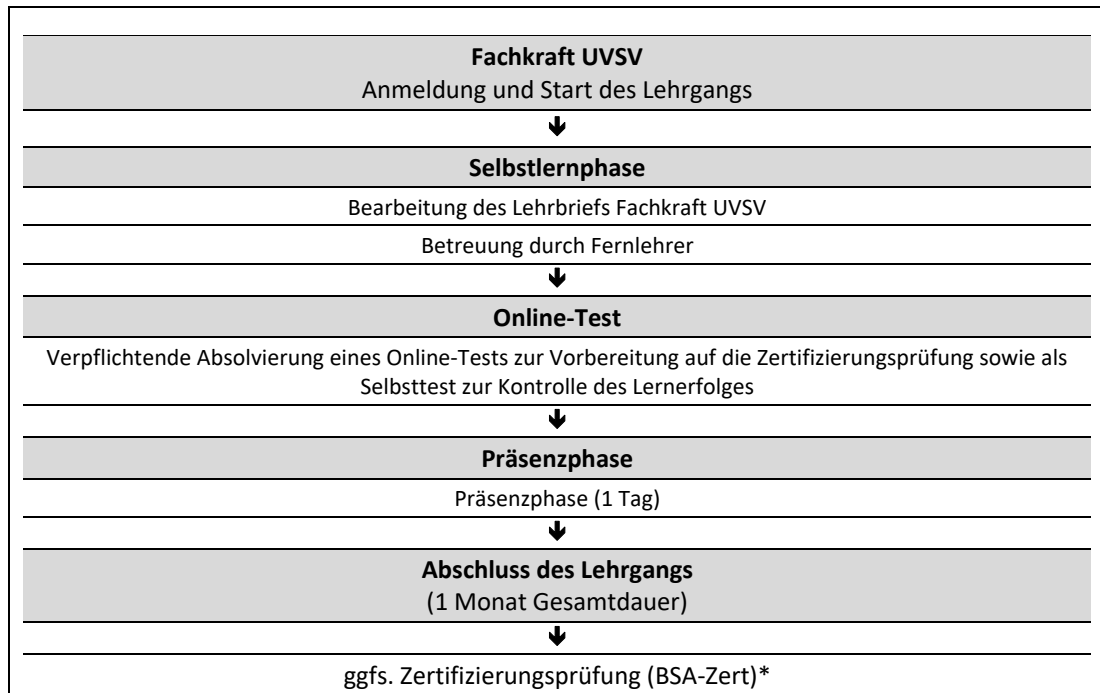 Fachkraft UVSV
Anmeldung und Start des Lehrgangs
Selbstlernphase
Bearbeitung des Lehrbriefs Fachkraft UVSV
Betreuung durch Fernlehrer
Online-Test
Verpflichtende Absolvierung eines Online-Tests zur Vorbereitung auf die Zertifizierungsprüfung sowie als
Selbsttest zur Kontrolle des Lernerfolges
Präsenzphase
Präsenzphase (1 Tag)
Abschluss des Lehrgangs
(1 Monat Gesamtdauer)
ggfs. Zertifizierungsprüfung (BSA-Zert)*